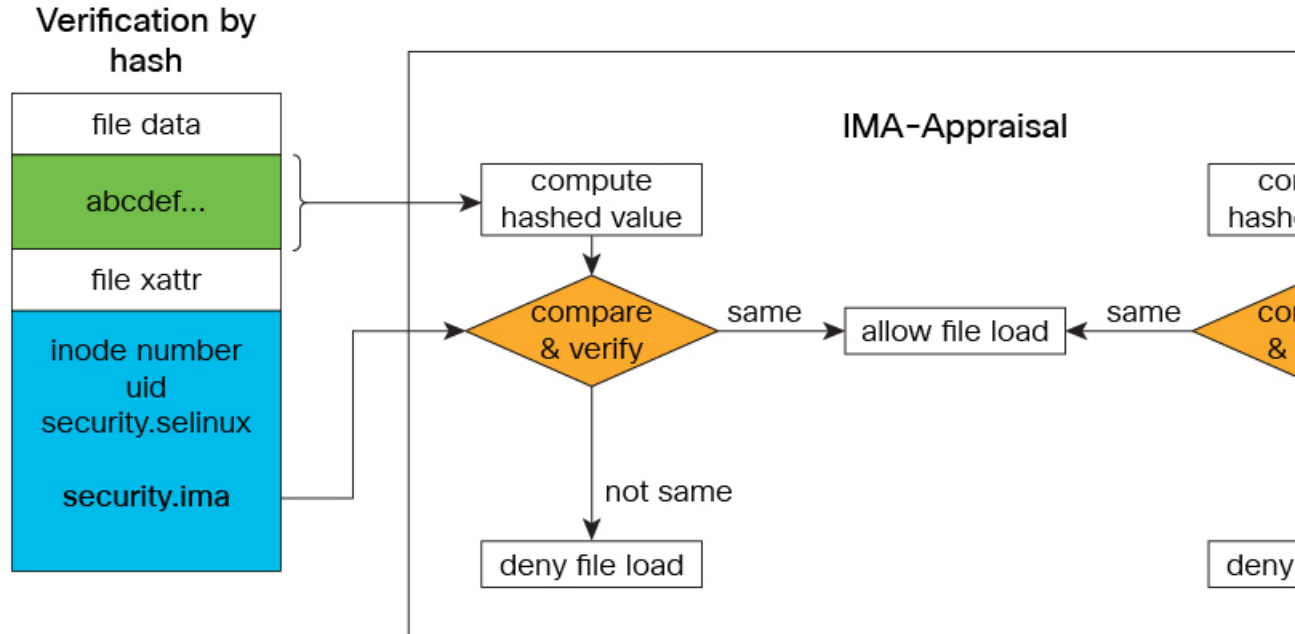 Verification by
hash
file data
abcdef...
file xattr
inode number
uid
security.selinux
security.ima
IMA-Appraisal
compute
hashed value
compare
& verify
same
not same
allow file load
deny file load
same
&
deny